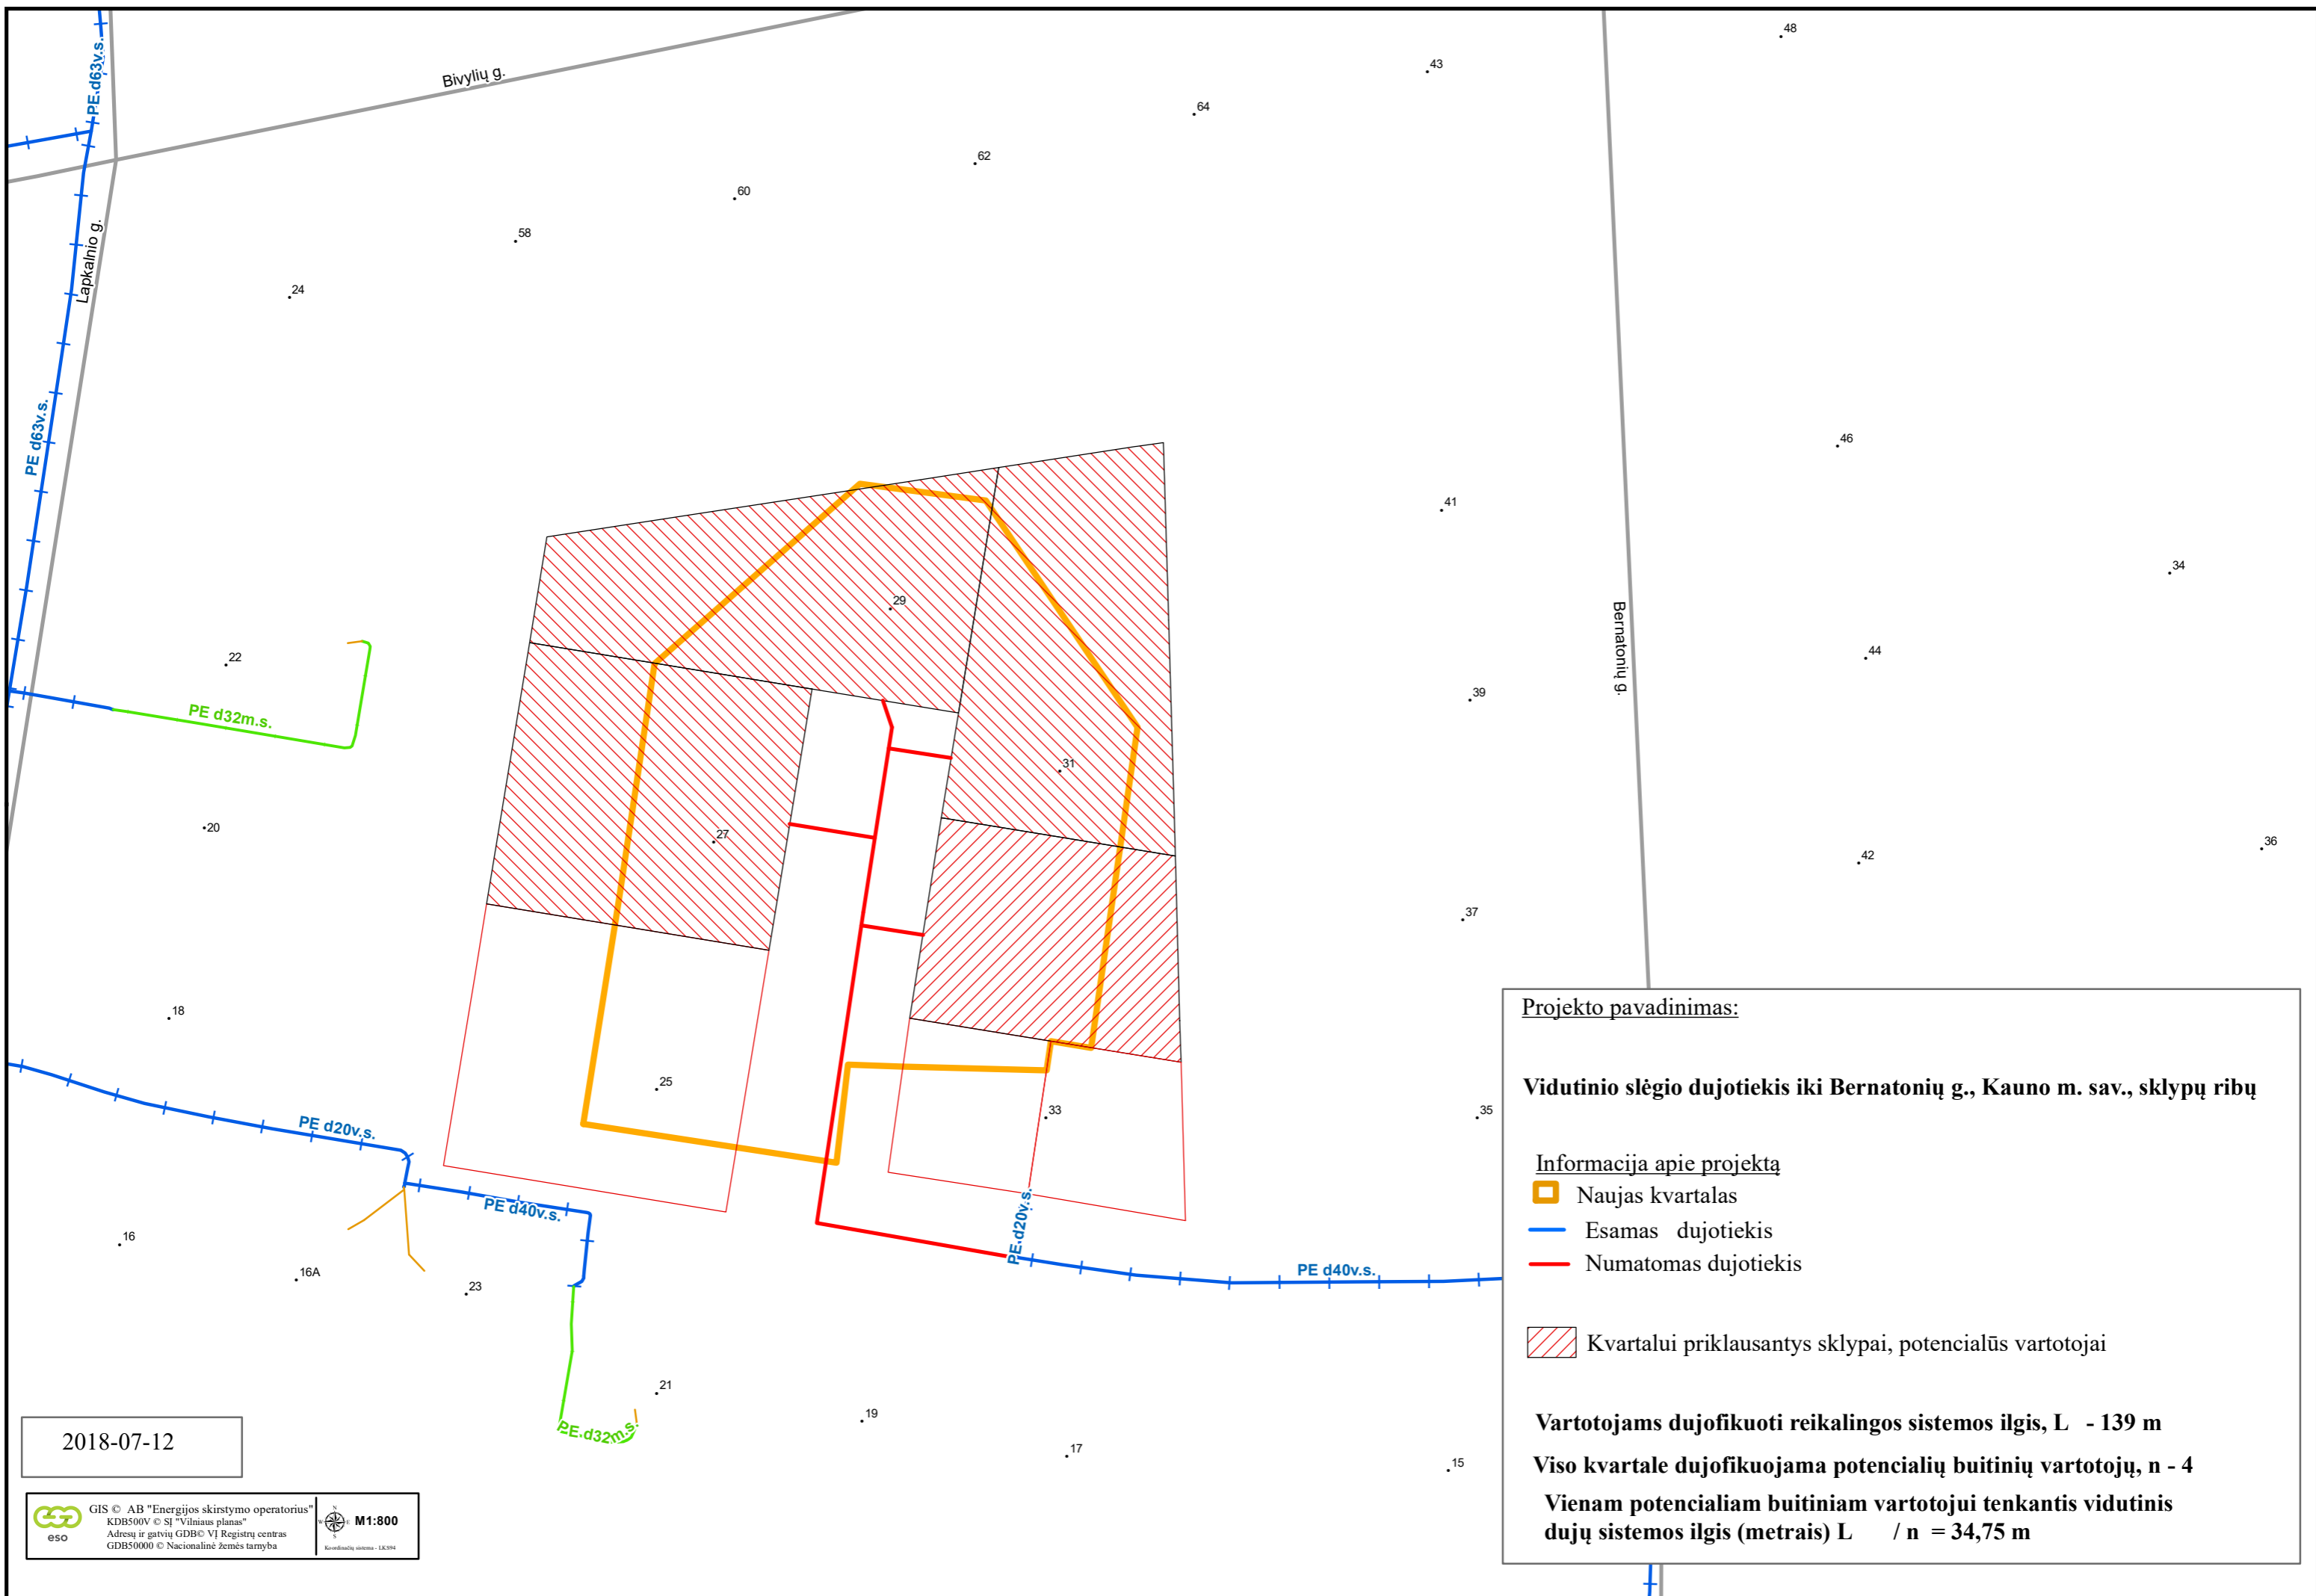 48
43
PE d63v.s.
Bivylių g.
64
62
60
58
Lapkalnio g.
24
PE d63v.s.
46
41
34
29
Bernatonių g.
22
44
39
PE d32m.s.
31
20
27
36
42
37
18
25
33
35
PE d20v.s.
PE d40v.s.
PE d20v.s.
16
16A
23
PE d40v.s.
21
19
PE d32m.s.
17
15
Projekto pavadinimas:
Vidutinio slėgio dujotiekis iki Bernatonių g., Kauno m. sav., sklypų ribų
Informacija apie projektą
Naujas kvartalas
Esamas dujotiekis
Numatomas dujotiekis
Kvartalui priklausantys sklypai, potencialūs vartotojai
Vartotojams dujofikuoti reikalingos sistemos ilgis, L - 139 m
Viso kvartale dujofikuojama potencialių buitinių vartotojų, n - 4
Vienam potencialiam buitiniam vartotojui tenkantis vidutinis
dujų sistemos ilgis (metrais) L / n = 34,75 m
2018-07-12
eso
GIS © AB "Energijos skirstymo operatorius"
KDB500V © SĮ "Vilniaus planas"
Adresų ir gatvių GDB© VĮ Registrų centras
GDB50000 © Nacionalinė žemės tarnyba
N
W E
S
M1:800
Koordinačių sistema - LKS94